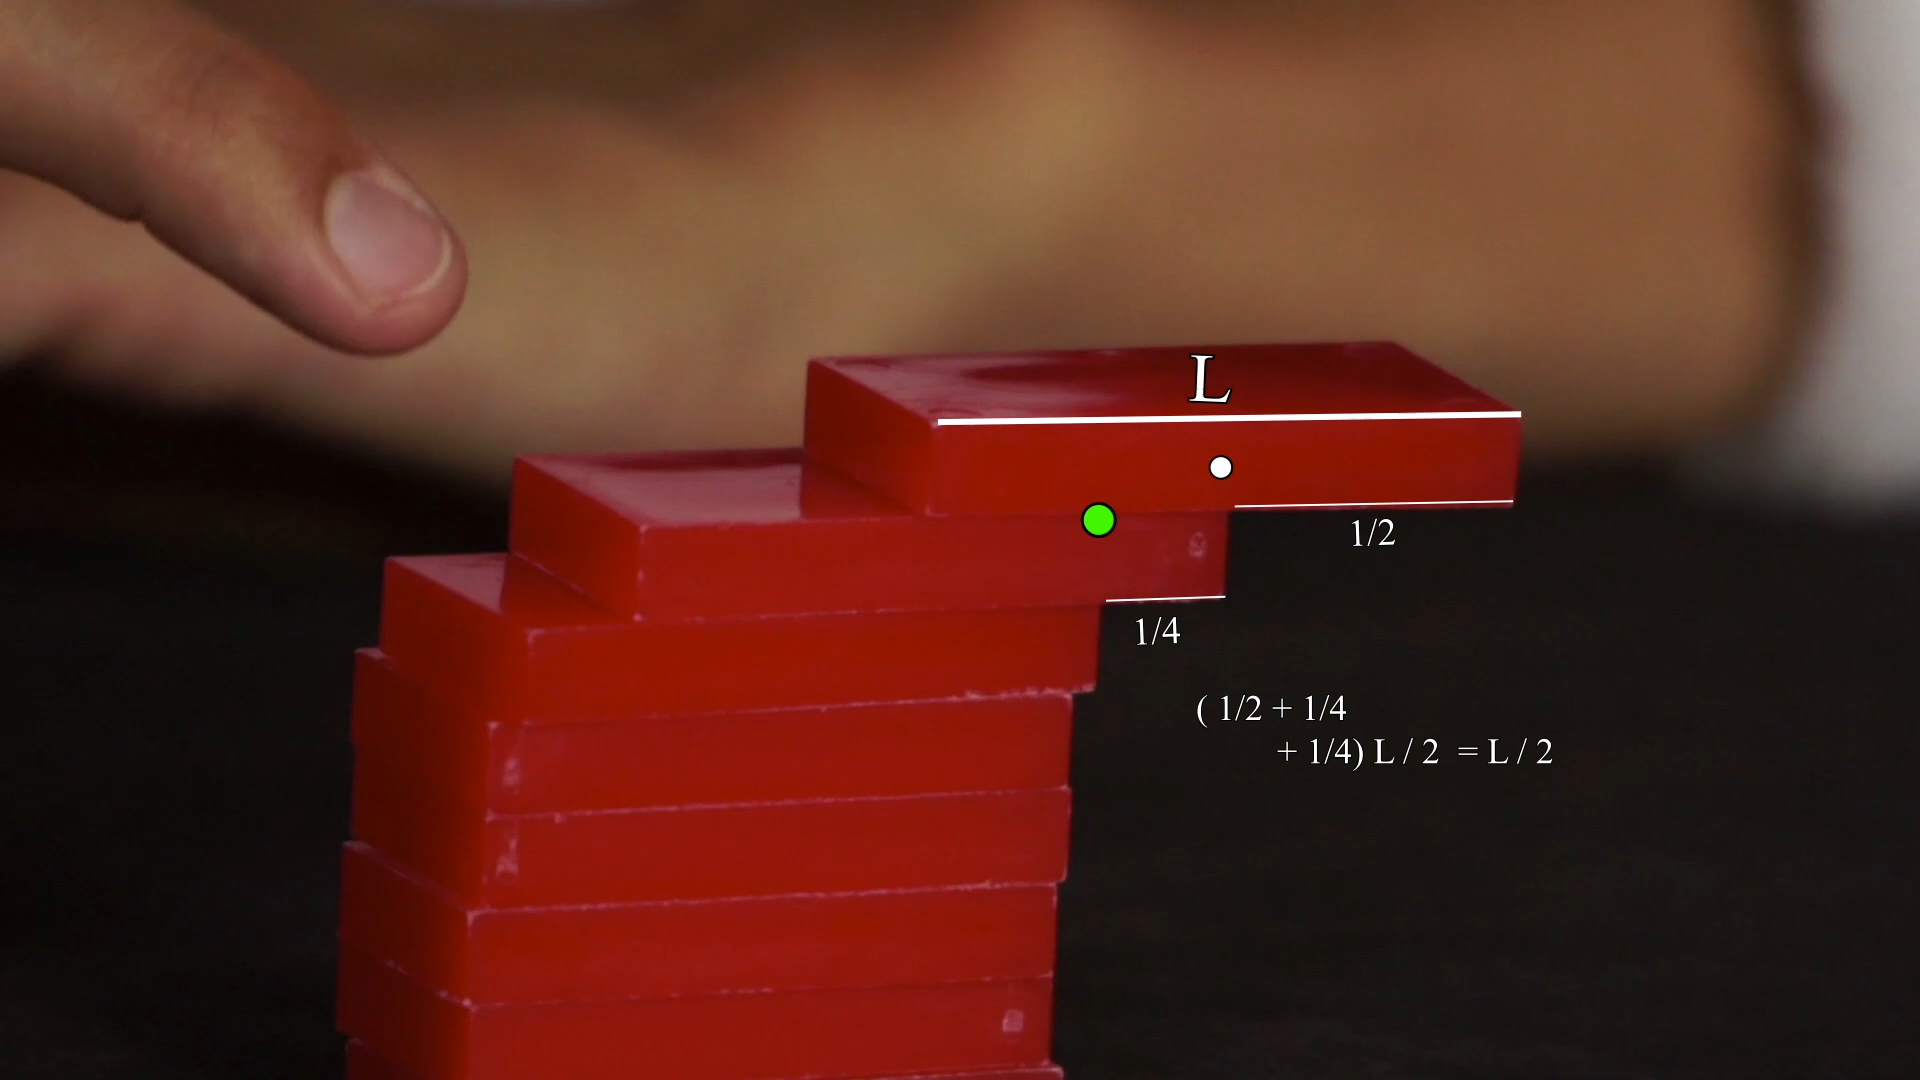 L
1/2
1/4
( 1/2 + 1/4
+ 1/4) L / 2 = L / 2